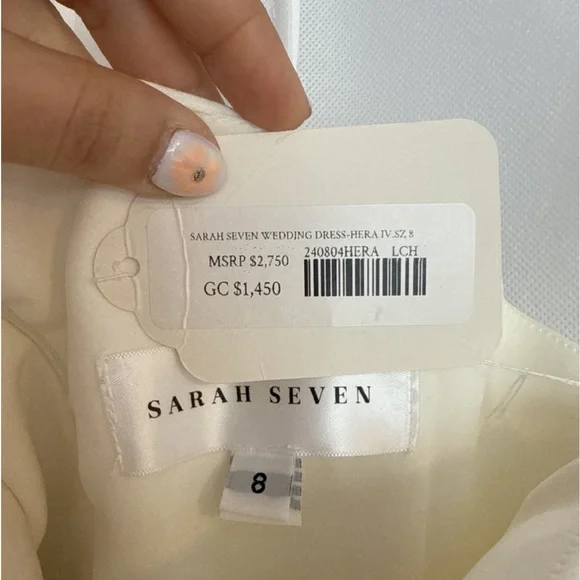 SARAH SEVEN WEDDING DRESS-HERA IV.SZ 8
MSRP $2,750 240804HERA LCH
GC $1,450
SARAH SEVEN
8